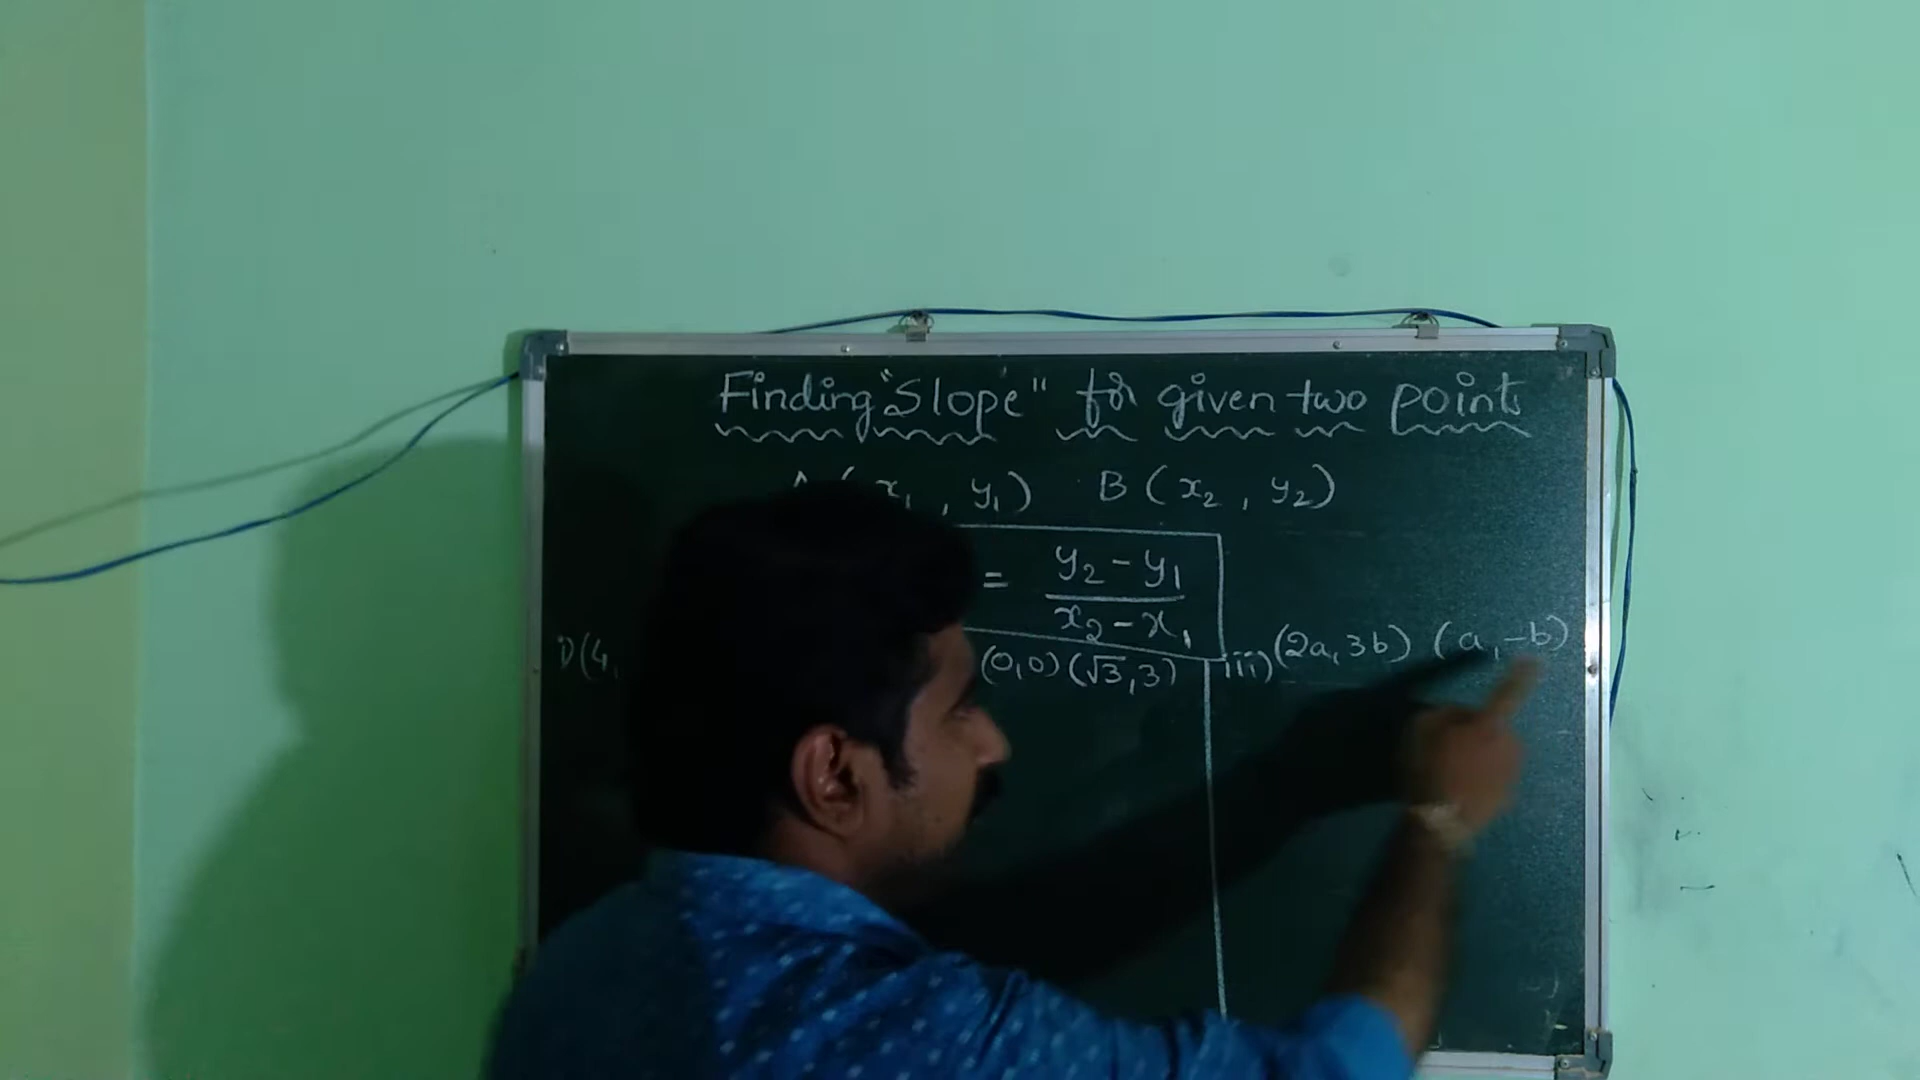 Finding "Slope" for given two points
(x₁, y₁) B (x₂, y₂)
= y₂ - y₁
x₂ - x₁
(4, (0,0) (√3, 3) iii) (2a, 3b) (a, -b)